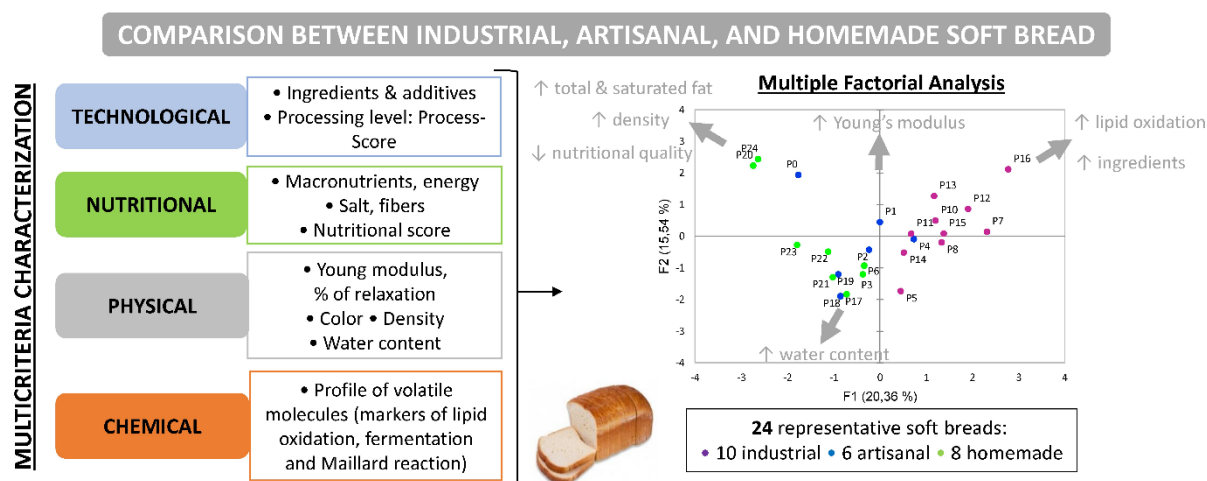 COMPARISON BETWEEN INDUSTRIAL, ARTISANAL, AND HOMEMADE SOFT BREAD
MULTICRITERIA CHARACTERIZATION
TECHNOLOGICAL
• Ingredients & additives
• Processing level: Process-
Score
NUTRITIONAL
• Macronutrients, energy
• Salt, fibers
• Nutritional score
PHYSICAL
• Young modulus,
% of relaxation
• Color • Density
• Water content
CHEMICAL
• Profile of volatile
molecules (markers of lipid
oxidation, fermentation
and Maillard reaction)
Multiple Factorial Analysis
↑ total & saturated fat
↑ density
↓ nutritional quality
↑ Young's modulus
↑ lipid oxidation
↑ ingredients
↑ water content
F2 (15,54 %)
4
3
2
1
0
-1
-2
-3
-4
P24
P20
P0
P16
P13
P12
P10
P1
P11
P15
P7
P4
P8
P14
P23
P22
P2
P6
P21
P19
P3
P18
P17
P5
-4
-3
-2
-1
0
1
2
3
4
F1 (20,36 %)
24 representative soft breads:
• 10 industrial • 6 artisanal • 8 homemade